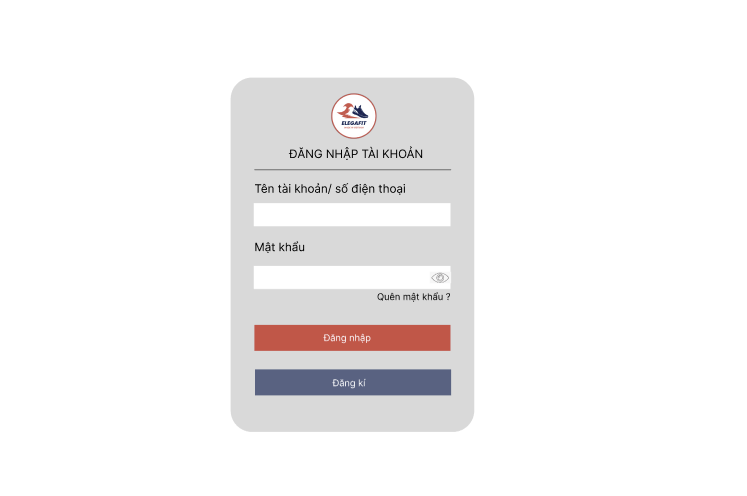 ELEGAFIT
ĐĂNG NHẬP TÀI KHOẢN
Tên tài khoản/ số điện thoại
Mật khẩu
Quên mật khẩu ?
Đăng nhập
Đăng kí